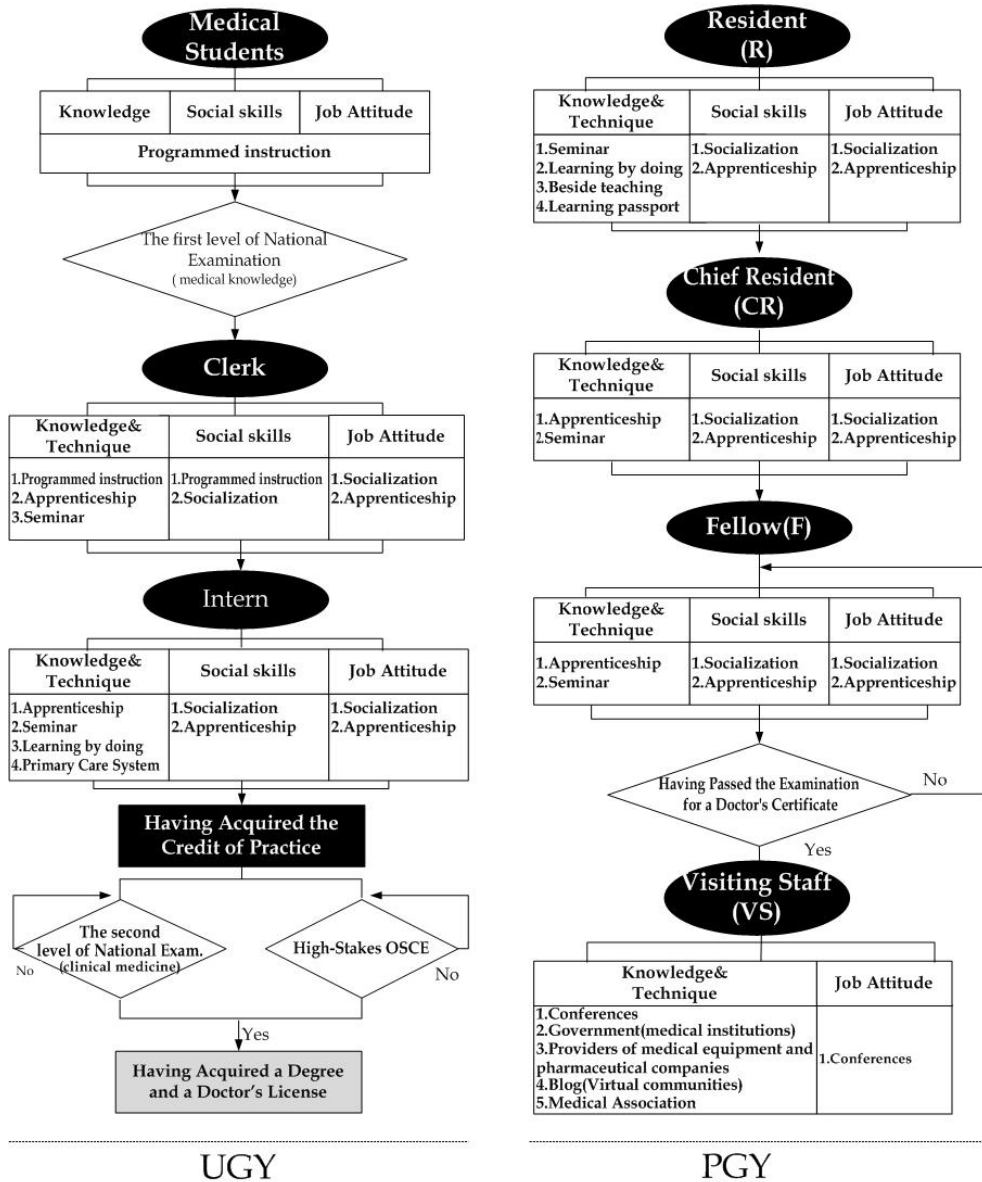 Medical
Students
Knowledge
Social skills
Job Attitude
Programmed instruction
The first level of National
Examination
( medical knowledge)
Clerk
Knowledge&
Technique
Social skills
Job Attitude
1.Programmed instruction
2.Apprenticeship
3.Seminar
1.Programmed instruction
2.Socialization
1.Socialization
2.Apprenticeship
Intern
Knowledge&
Technique
Social skills
Job Attitude
1.Apprenticeship
2.Seminar
3.Learning by doing
4.Primary Care System
1.Socialization
2.Apprenticeship
1.Socialization
2.Apprenticeship
Having Acquired the
Credit of Practice
The second
level of National Exam.
(clinical medicine)
No
High-Stakes OSCE
No
Yes
Having Acquired a Degree
and a Doctor's License
UGY
Resident
(R)
Knowledge&
Technique
Social skills
Job Attitude
1.Seminar
2.Learning by doing
3.Beside teaching
4.Learning passport
1.Socialization
2.Apprenticeship
1.Socialization
2.Apprenticeship
Chief Resident
(CR)
Knowledge&
Technique
Social skills
Job Attitude
1.Apprenticeship
2.Seminar
1.Socialization
2.Apprenticeship
1.Socialization
2.Apprenticeship
Fellow(F)
Knowledge&
Technique
Social skills
Job Attitude
1.Apprenticeship
2.Seminar
1.Socialization
2.Apprenticeship
1.Socialization
2.Apprenticeship
Having Passed the Examination
for a Doctor's Certificate
No
Yes
Visiting Staff
(VS)
Knowledge&
Technique
Job Attitude
1.Conferences
2.Government(medical institutions)
3.Providers of medical equipment and
pharmaceutical companies
4.Blog(Virtual communities)
5.Medical Association
1.Conferences
PGY